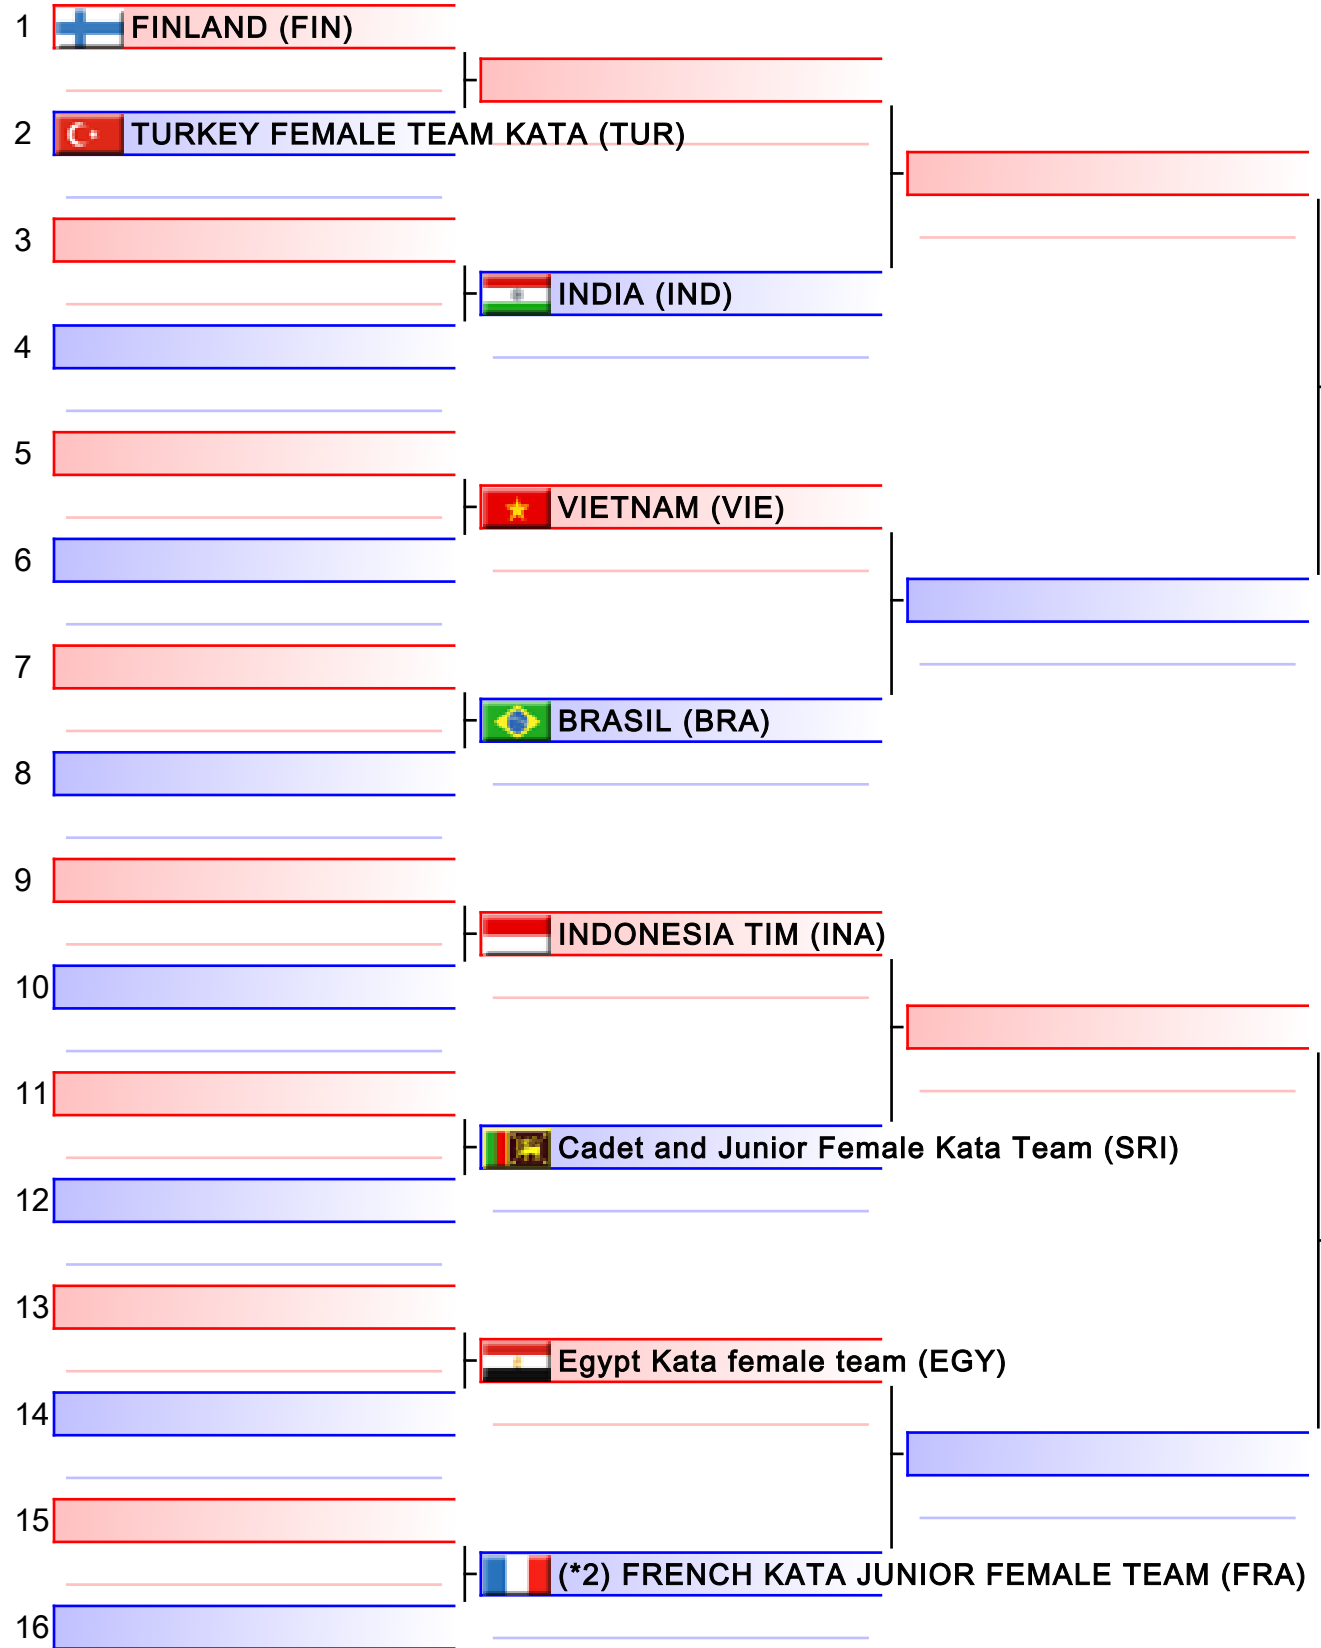 1 FINLAND (FIN)
2 TURKEY FEMALE TEAM KATA (TUR)
3
INDIA (IND)
4
5
VIETNAM (VIE)
6
7
BRASIL (BRA)
8
9
INDONESIA TIM (INA)
10
11
Cadet and Junior Female Kata Team (SRI)
12
13
Egypt Kata female team (EGY)
14
15
(*2) FRENCH KATA JUNIOR FEMALE TEAM (FRA)
16